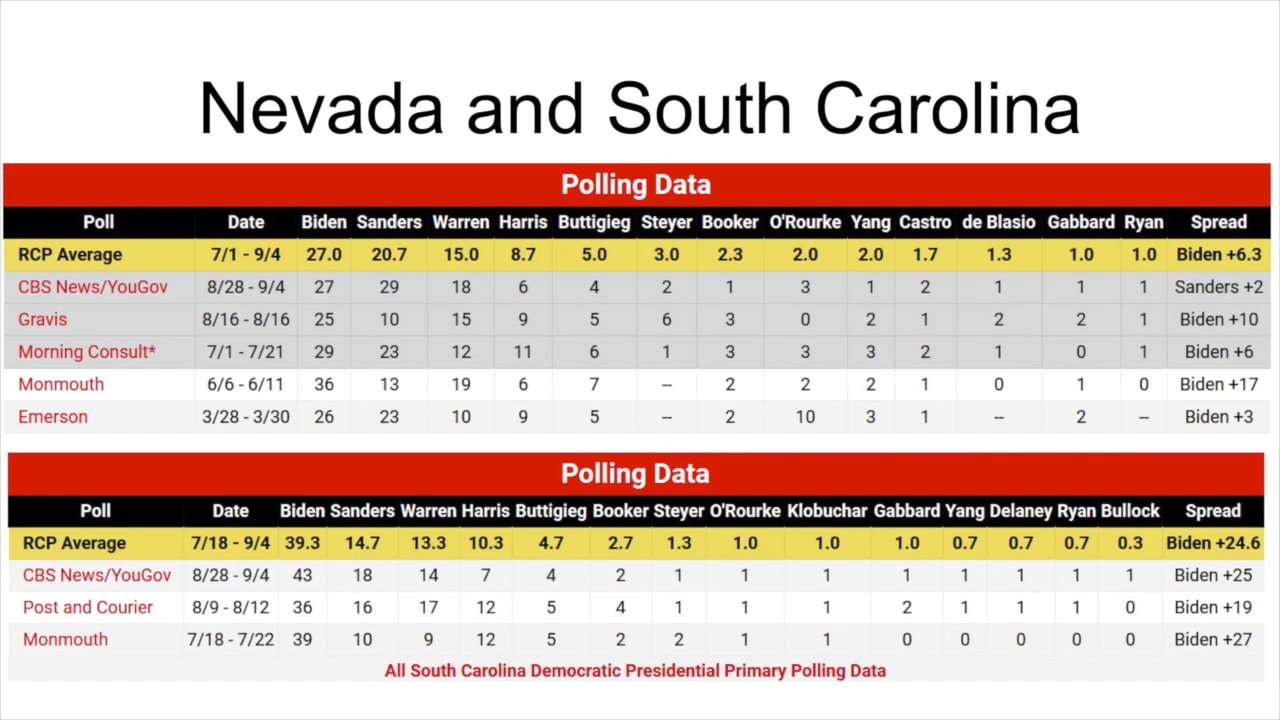 Nevada and South Carolina
Polling Data
Poll Date Biden Sanders Warren Harris Buttigieg Steyer Booker O'Rourke Yang Castro de Blasio Gabbard Ryan Spread
RCP Average 7/1 - 9/4 27.0 20.7 15.0 8.7 5.0 3.0 2.3 2.0 2.0 1.7 1.3 1.0 1.0 Biden +6.3
CBS News/YouGov 8/28 - 9/4 27 29 18 6 4 2 1 3 1 2 1 1 1 Sanders +2
Gravis 8/16 - 8/16 25 10 15 9 5 6 3 0 2 1 2 2 1 Biden +10
Morning Consult* 7/1 - 7/21 29 23 12 11 6 1 3 3 3 2 1 0 1 Biden +6
Monmouth 6/6 - 6/11 36 13 19 6 7 -- 2 2 2 1 0 1 0 Biden +17
Emerson 3/28 - 3/30 26 23 10 9 5 -- 2 10 3 1 -- 2 -- Biden +3
Polling Data
Poll Date Biden Sanders Warren Harris Buttigieg Booker Steyer O'Rourke Klobuchar Gabbard Yang Delaney Ryan Bullock Spread
RCP Average 7/18 - 9/4 39.3 14.7 13.3 10.3 4.7 2.7 1.3 1.0 1.0 1.0 0.7 0.7 0.7 0.3 Biden +24.6
CBS News/YouGov 8/28 - 9/4 43 18 14 7 4 2 1 1 1 1 1 1 1 1 Biden +25
Post and Courier 8/9 - 8/12 36 16 17 12 5 4 1 1 1 2 1 1 1 0 Biden +19
Monmouth 7/18 - 7/22 39 10 9 12 5 2 2 1 1 0 0 0 0 0 Biden +27
All South Carolina Democratic Presidential Primary Polling Data